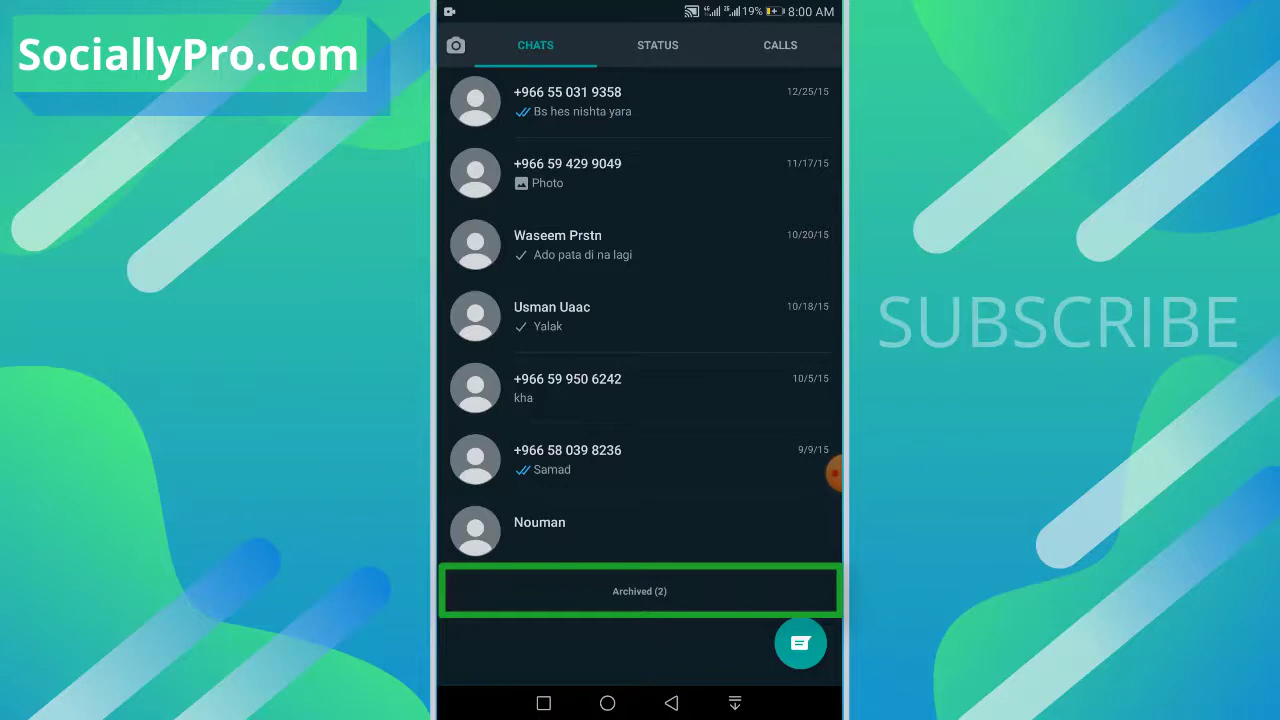 SociallyPro.com
4G 2G 19% 8:00 AM
CHATS STATUS CALLS
+966 55 031 9358 12/25/15
Bs hes nishta yara
+966 59 429 9049 11/17/15
Photo
Waseem Prstn 10/20/15
Ado pata di na lagi
Usman Uaac 10/18/15
Yalak
+966 59 950 6242 10/5/15
kha
+966 58 039 8236 9/9/15
Samad
Nouman
Archived (2)
SUBSCRIBE